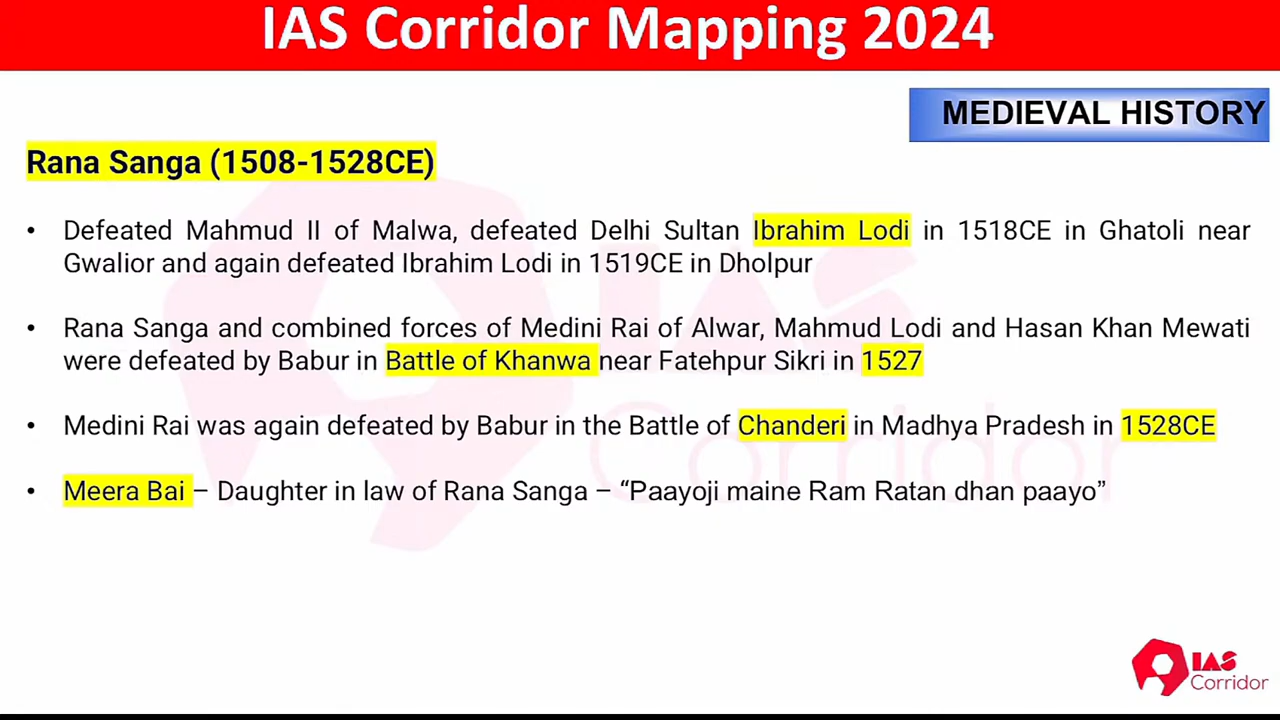 IAS Corridor Mapping 2024
MEDIEVAL HISTORY
Rana Sanga (1508-1528CE)
• Defeated Mahmud II of Malwa, defeated Delhi Sultan Ibrahim Lodi in 1518CE in Ghatoli near
Gwalior and again defeated Ibrahim Lodi in 1519CE in Dholpur
• Rana Sanga and combined forces of Medini Rai of Alwar, Mahmud Lodi and Hasan Khan Mewati
were defeated by Babur in Battle of Khanwa near Fatehpur Sikri in 1527
• Medini Rai was again defeated by Babur in the Battle of Chanderi in Madhya Pradesh in 1528CE
• Meera Bai – Daughter in law of Rana Sanga – “Paayoji maine Ram Ratan dhan paayo”
IAS
Corridor
IAS
Corridor